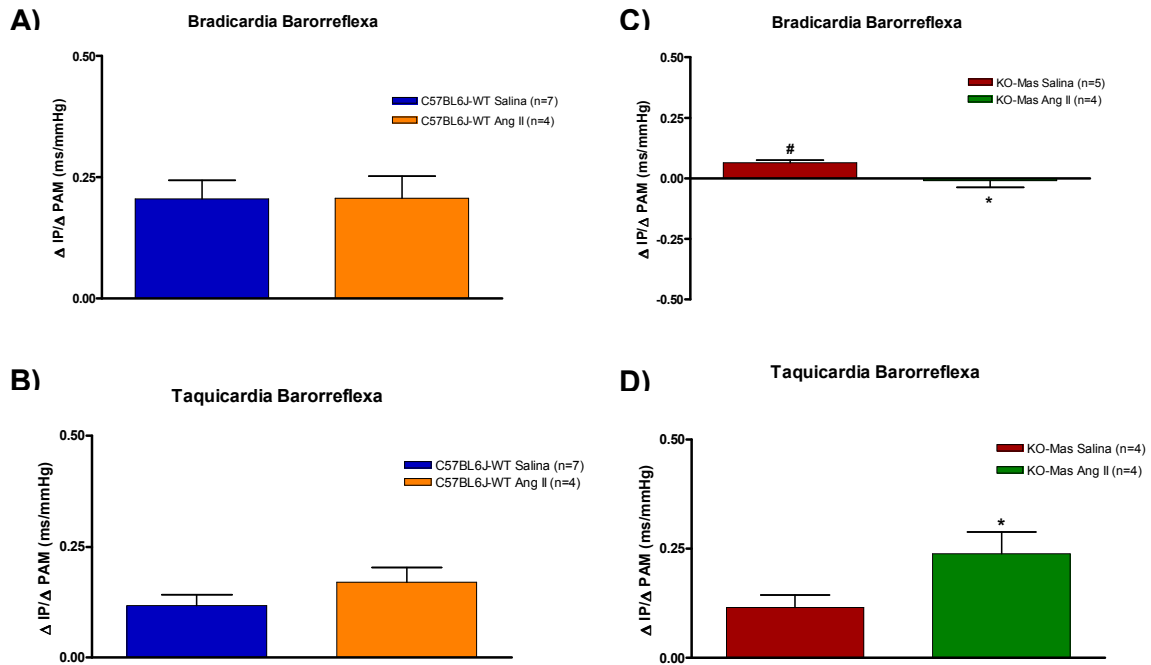 A)
Bradicardia Barorreflexa
0.50
0.25
0.00
Δ IP/Δ PAM (ms/mmHg)
C57BL6J-WT Salina (n=7)
C57BL6J-WT Ang II (n=4)
B)
Taquicardia Barorreflexa
0.50
0.25
0.00
Δ IP/Δ PAM (ms/mmHg)
C57BL6J-WT Salina (n=7)
C57BL6J-WT Ang II (n=4)
C)
Bradicardia Barorreflexa
0.50
0.25
0.00
-0.25
-0.50
Δ IP/Δ PAM (ms/mmHg)
KO-Mas Salina (n=5)
KO-Mas Ang II (n=4)
#
*
D)
Taquicardia Barorreflexa
0.50
0.25
0.00
Δ IP/Δ PAM (ms/mmHg)
KO-Mas Salina (n=4)
KO-Mas Ang II (n=4)
*